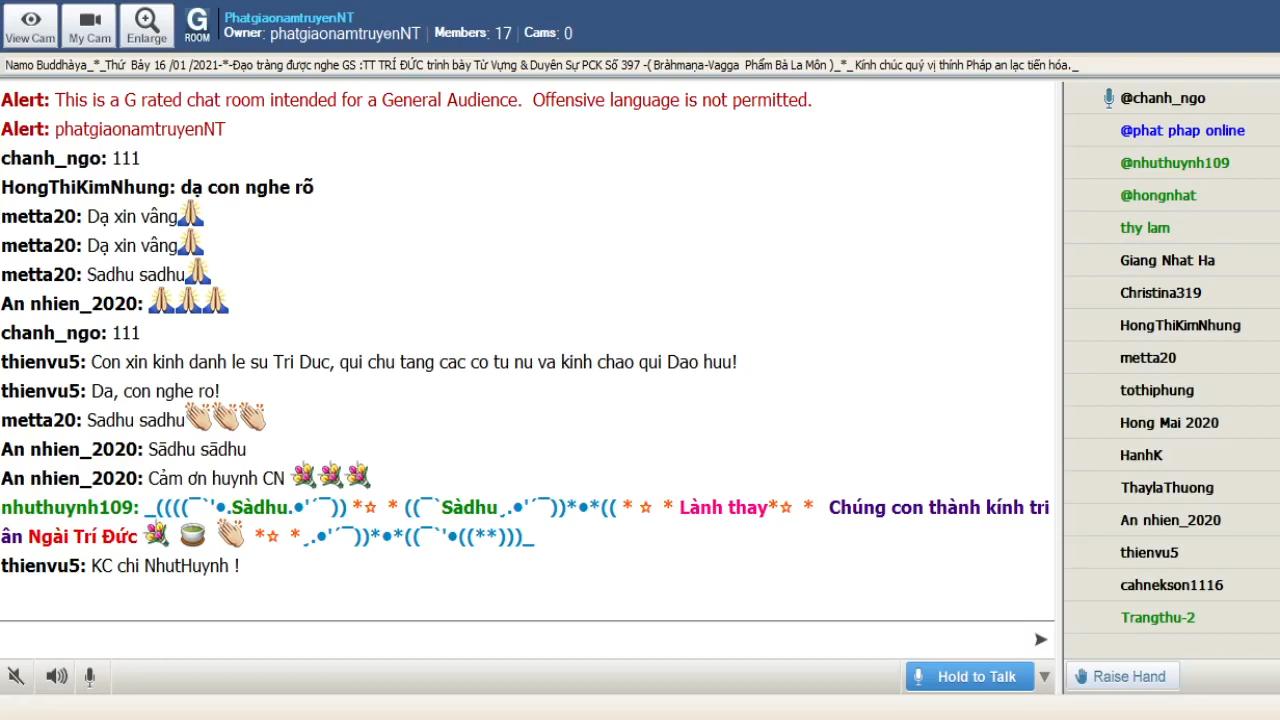 View Cam
My Cam
Enlarge
G
ROOM
PhatgiaonamtruyenNT
Owner: phatgiaonamtruyenNT | Members: 17 | Cams: 0
Namo Buddhàya_*_Thứ Bảy 16 /01 /2021-*-Đạo tràng được nghe GS :TT TRÍ ĐỨC trình bày Từ Vựng & Duyên Sự PCK Số 397 -( Bràhmaṇa-Vagga Phẩm Bà La Môn )_*_ Kính chúc quý vị thính Pháp an lạc tiến hóa._
Alert: This is a G rated chat room intended for a General Audience. Offensive language is not permitted.
Alert: phatgiaonamtruyenNT
chanh_ngo: 111
HongThiKimNhung: dạ con nghe rõ
metta20: Dạ xin vâng🙏
metta20: Dạ xin vâng🙏
metta20: Sadhu sadhu🙏
An nhien_2020: 🙏🙏🙏
chanh_ngo: 111
thienvu5: Con xin kinh danh le su Tri Duc, qui chu tang cac co tu nu va kinh chao qui Dao huu!
thienvu5: Da, con nghe ro!
metta20: Sadhu sadhu👏👏👏
An nhien_2020: Sādhu sādhu
An nhien_2020: Cảm ơn huynh CN 💐💐💐
nhuthuynh109: _((((¯`'•.Sàdhu.•'´¯)) *☆ * ((¯`Sàdhu¸.•'´¯))*•*(( * ☆ * Lành thay*☆ * Chúng con thành kính tri
ân Ngài Trí Đức 💐 🍵 👏 *☆ *¸.•'´¯))*•*((¯`'•((**)))_
thienvu5: KC chi NhutHuynh !
@chanh_ngo
@phat phap online
@nhuthuynh109
@hongnhat
thy lam
Giang Nhat Ha
Christina319
HongThiKimNhung
metta20
tothiphung
Hong Mai 2020
HanhK
ThaylaThuong
An nhien_2020
thienvu5
cahnekson1116
Trangthu-2
Hold to Talk
Raise Hand